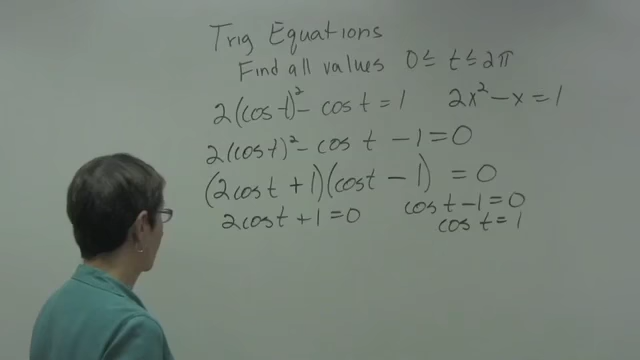 Trig Equations
Find all values 0 ≤ t ≤ 2π
2(cos t)² - cos t = 1 2x² - x = 1
2(cos t)² - cos t - 1 = 0
(2cos t + 1)(cos t - 1) = 0
2cos t + 1 = 0 cos t - 1 = 0
cos t = 1